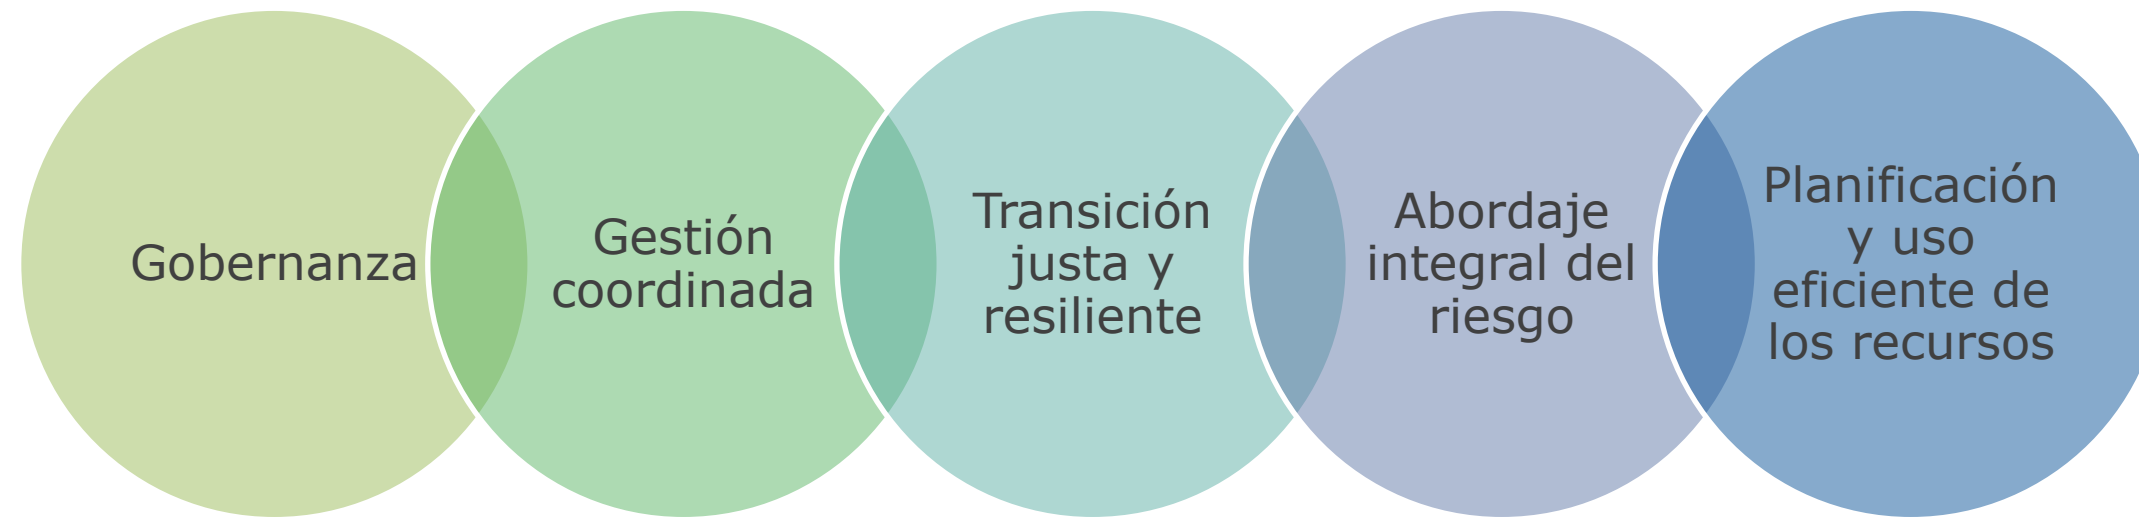 Gobernanza
Gestión
coordinada
Transición
justa y
resiliente
Abordaje
integral del
riesgo
Planificación
y uso
eficiente de
los recursos